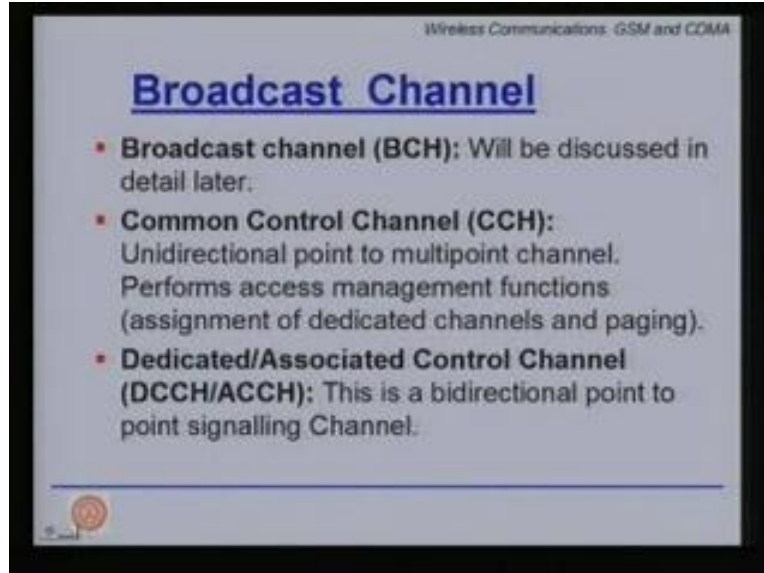 Wireless Communications GSM and CDMA
Broadcast Channel
▪ Broadcast channel (BCH): Will be discussed in
detail later.
▪ Common Control Channel (CCH):
Unidirectional point to multipoint channel.
Performs access management functions
(assignment of dedicated channels and paging).
▪ Dedicated/Associated Control Channel
(DCCH/ACCH): This is a bidirectional point to
point signalling Channel.